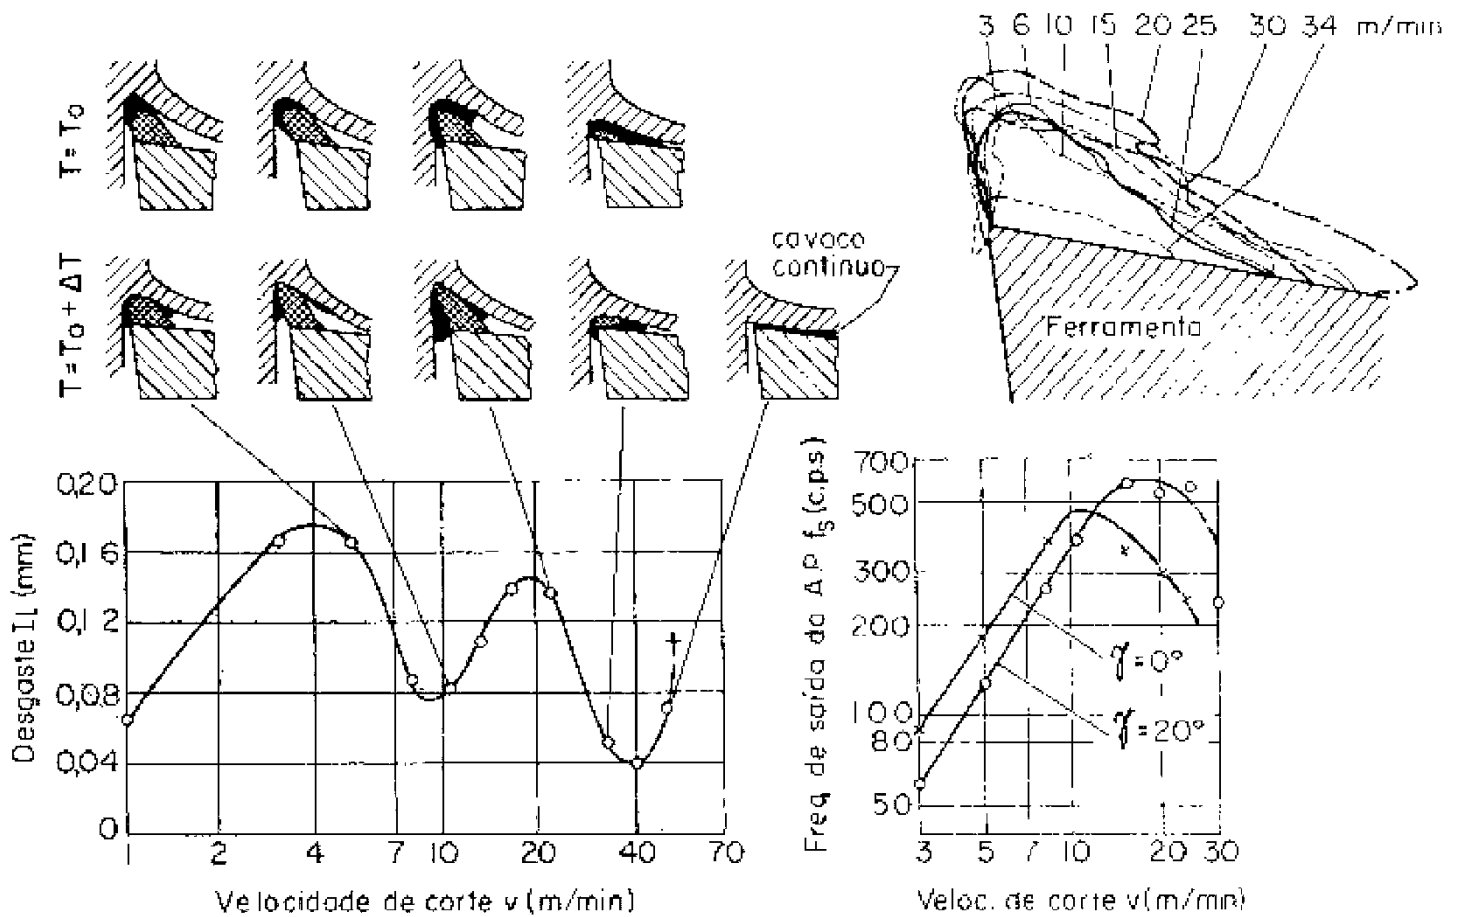 3 6 10 15 20 25 30 34 m/min
T = To
T = To + ΔT
cavaco
contínuo
Ferramenta
Desgaste IL (mm)
0,20
0,16
0,12
0,08
0,04
0
1 2 4 7 10 20 40 70
Velocidade de corte v (m/min)
Freq. de saída da AP fs (c.p.s)
700
500
300
200
100
80
50
γ = 0°
γ = 20°
3 5 7 10 20 30
Veloc. de corte v (m/min)